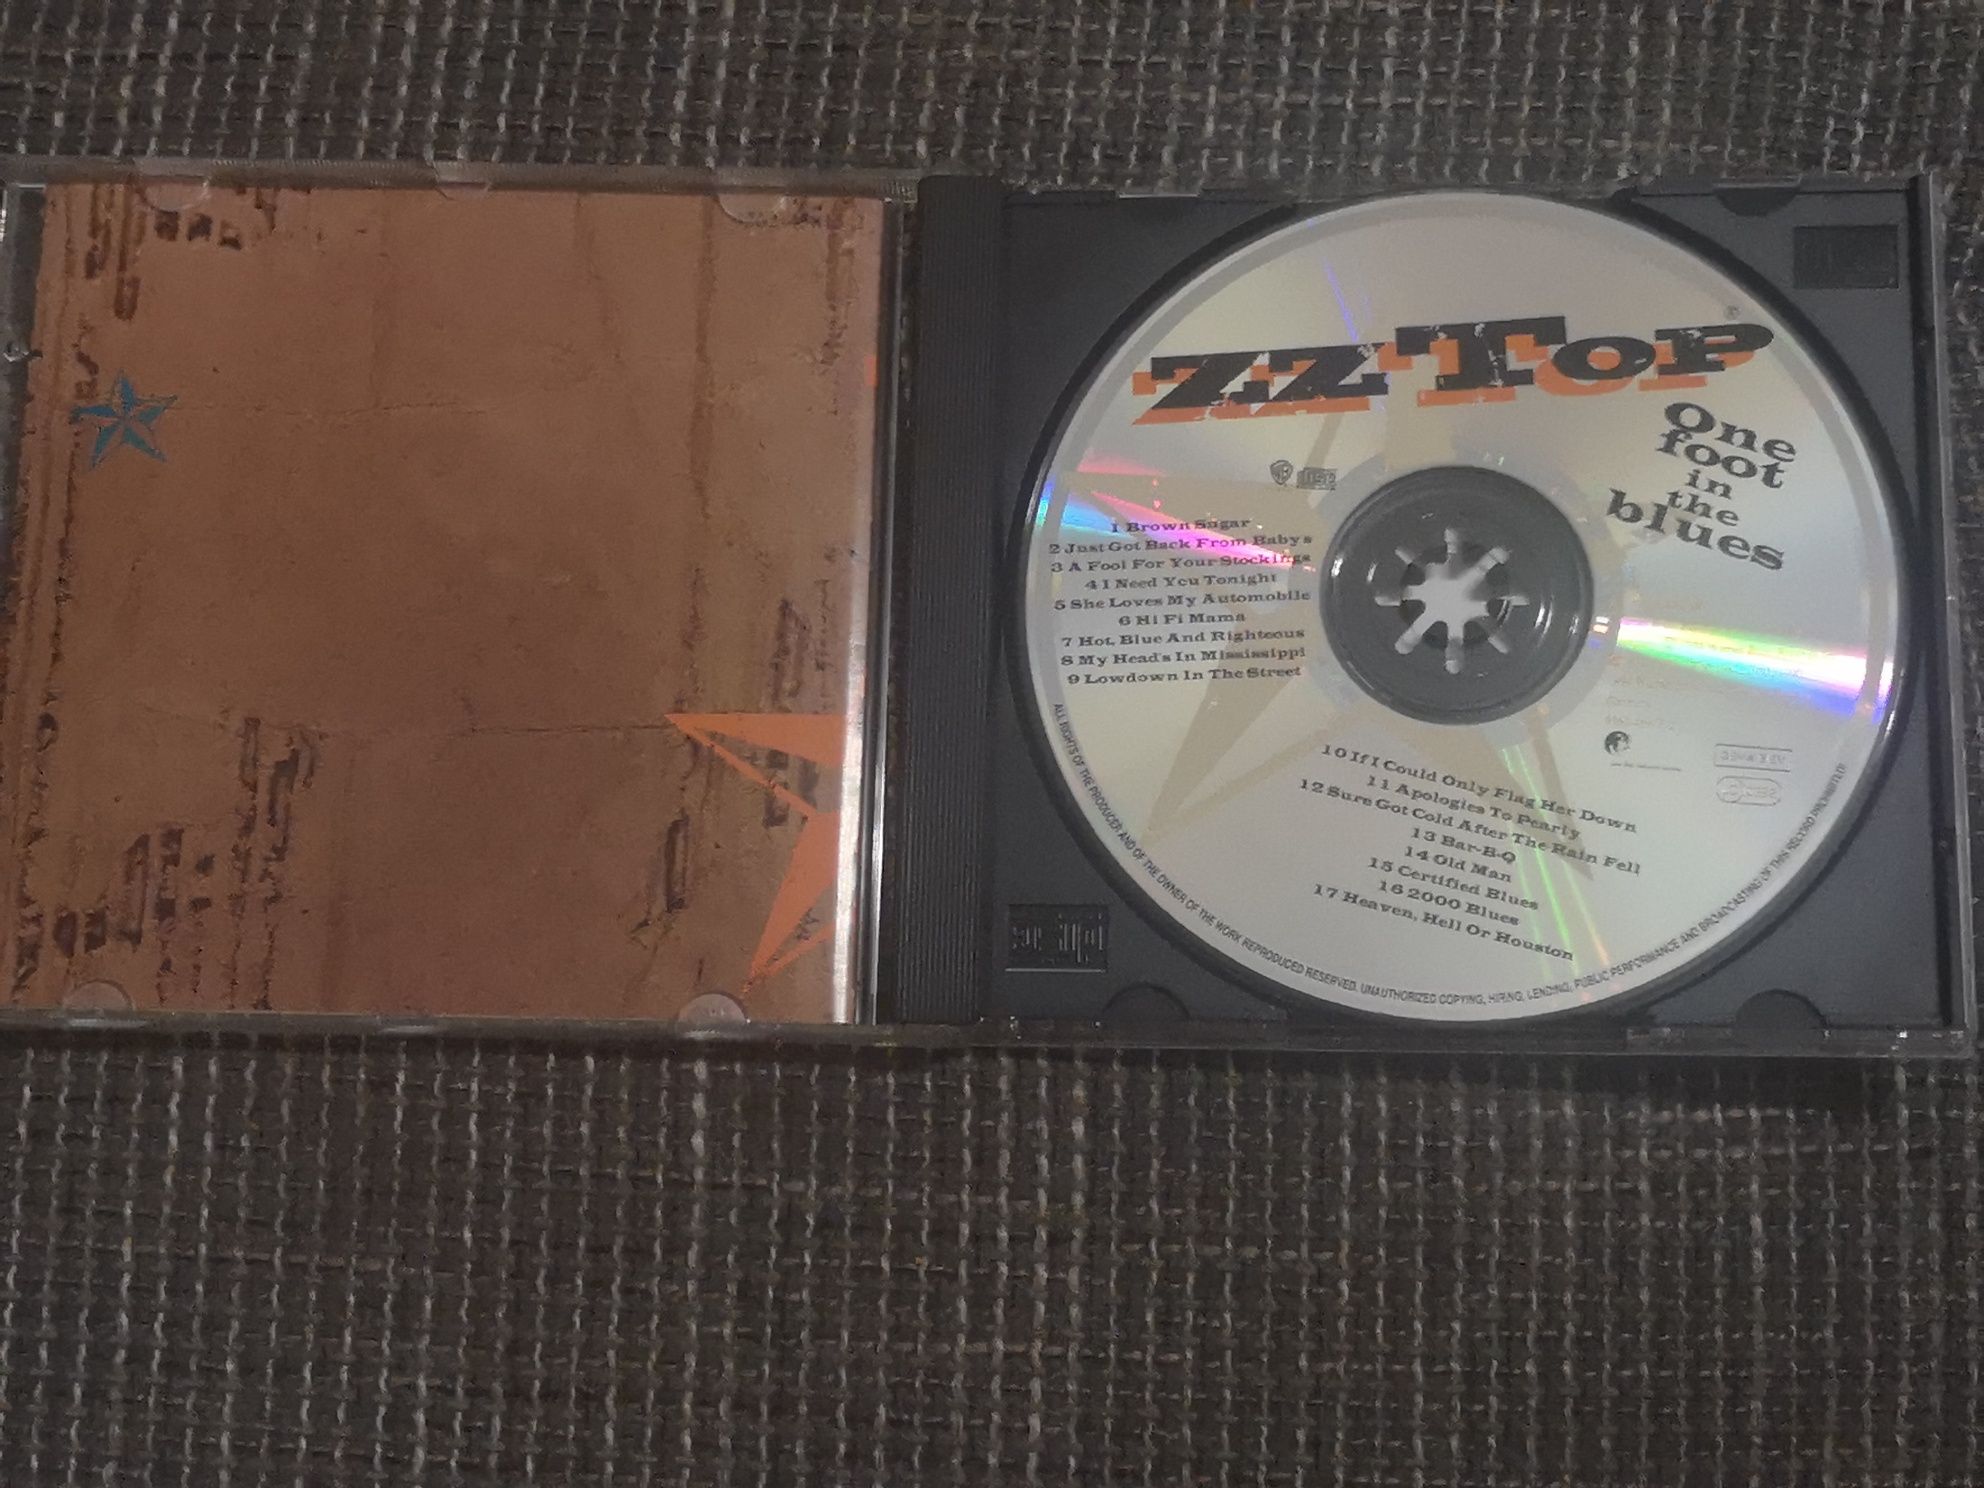 ZZ TOP
®
One
foot
in
the
blues
1 Brown Sugar
2 Just Got Back From Babys
3 A Fool For Your Stockings
4 I Need You Tonight
5 She Loves My Automobile
6 Hi Fi Mama
7 Hot, Blue And Righteous
8 My Head's In Mississippi
9 Lowdown In The Street
10 If I Could Only Flag Her Down
11 Apologies To Pearly
12 Sure Got Cold After The Rain Fell
13 Bar-B-Q
14 Old Man
15 Certified Blues
16 2000 Blues
17 Heaven, Hell Or Houston
ALL RIGHTS OF THE PRODUCER AND OF THE OWNER OF THE WORK REPRODUCED RESERVED. UNAUTHORIZED COPYING, HIRING, LENDING, PUBLIC PERFORMANCE AND BROADCASTING OF THIS RECORD PROHIBITED.